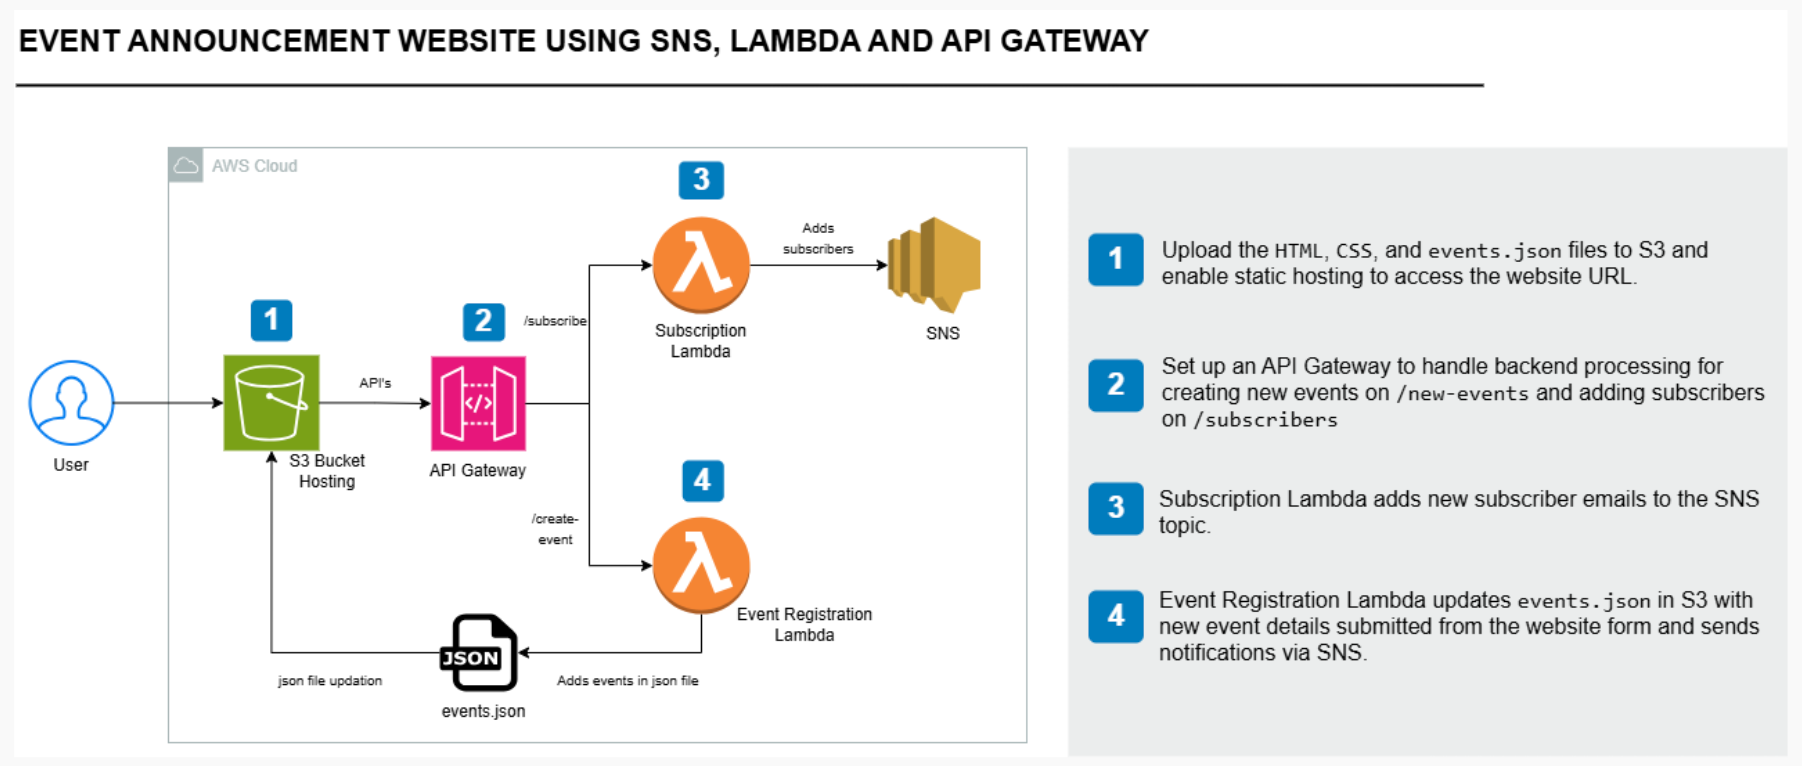 EVENT ANNOUNCEMENT WEBSITE USING SNS, LAMBDA AND API GATEWAY
AWS Cloud
3
Adds
subscribers
1
2
/subscribe
Subscription
Lambda
SNS
API's
User
S3 Bucket
Hosting
API Gateway
4
/create-
event
Event Registration
Lambda
JSON
json file updation
Adds events in json file
events.json
1
Upload the HTML, CSS, and events.json files to S3 and
enable static hosting to access the website URL.
2
Set up an API Gateway to handle backend processing for
creating new events on /new-events and adding subscribers
on /subscribers
3
Subscription Lambda adds new subscriber emails to the SNS
topic.
4
Event Registration Lambda updates events.json in S3 with
new event details submitted from the website form and sends
notifications via SNS.